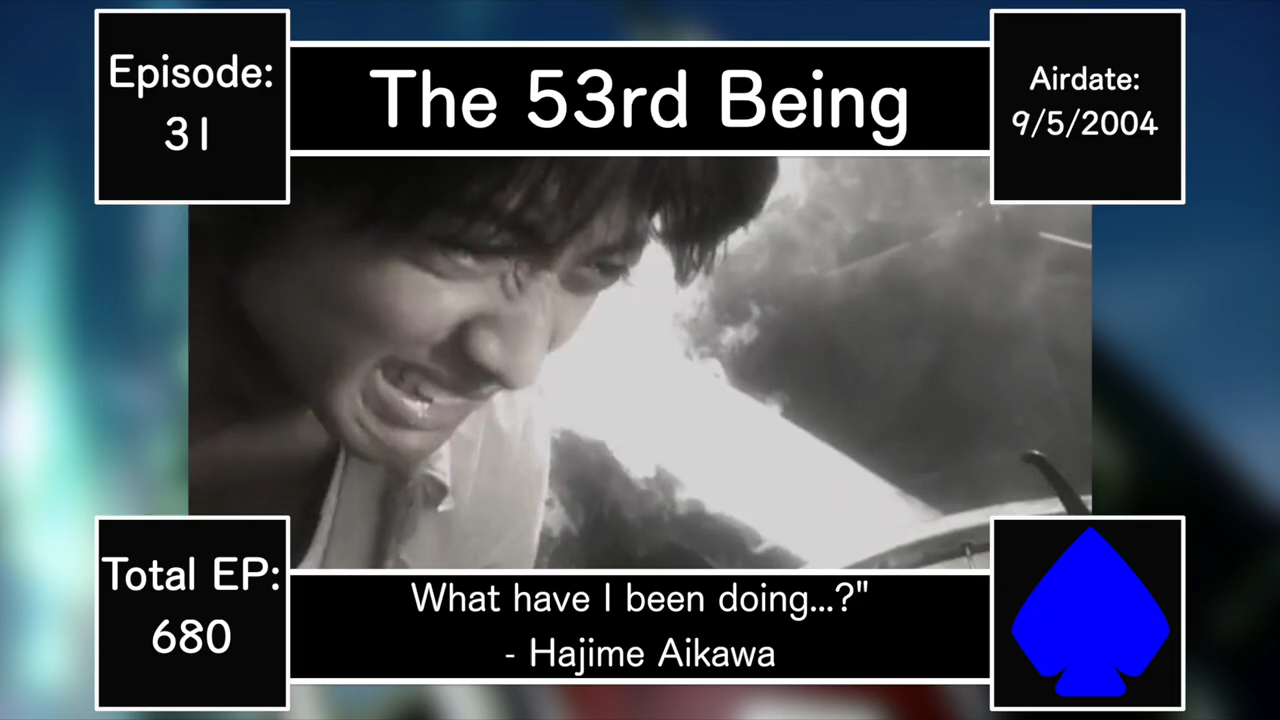 Episode:
31
The 53rd Being
Airdate:
9/5/2004
Total EP:
680
What have I been doing...?"
- Hajime Aikawa